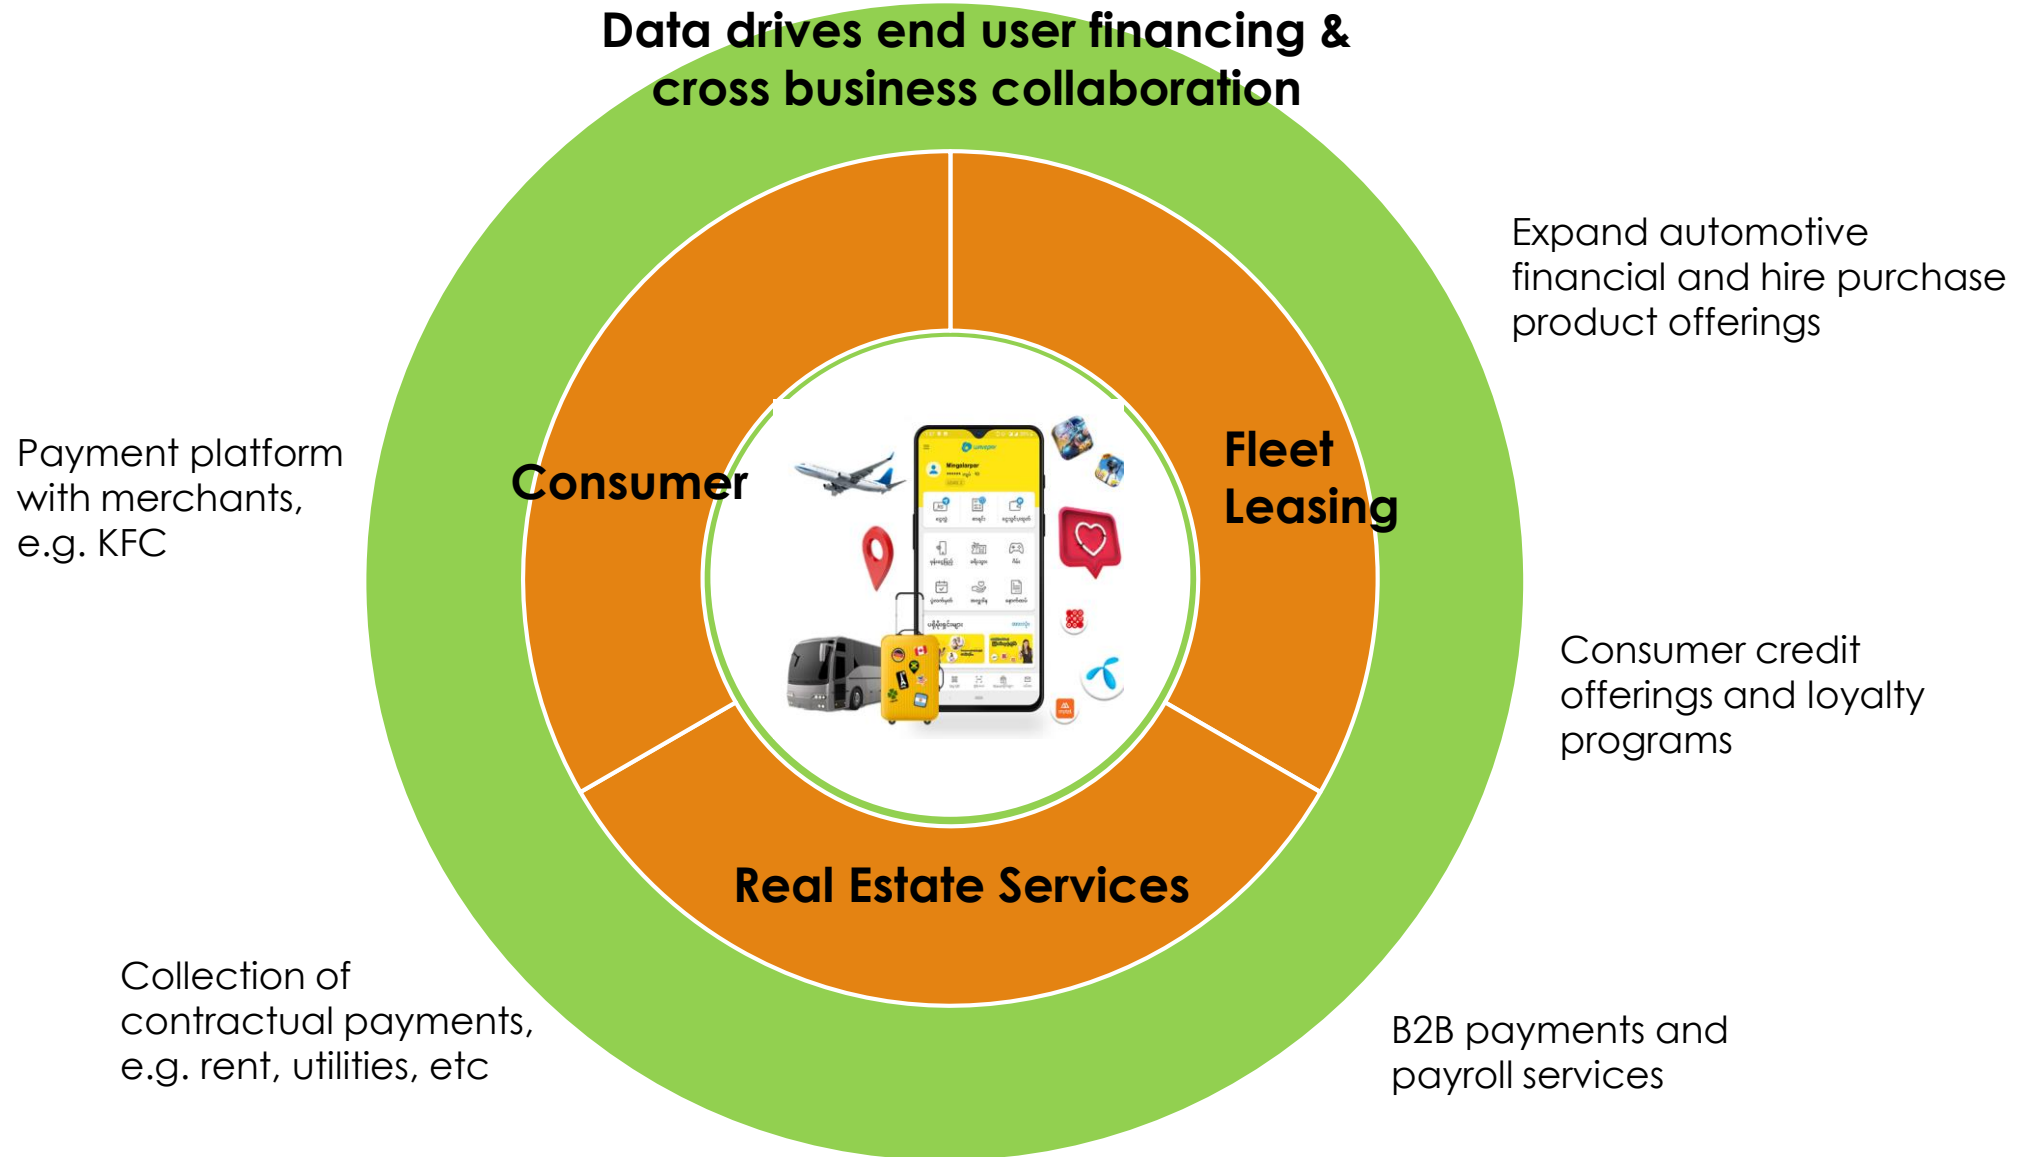 Data drives end user financing &
cross business collaboration
Expand automotive
financial and hire purchase
product offerings
Payment platform
with merchants,
e.g. KFC
Consumer
Fleet
Leasing
Mingalarpar
Consumer credit
offerings and loyalty
programs
Real Estate Services
Collection of
contractual payments,
e.g. rent, utilities, etc
B2B payments and
payroll services